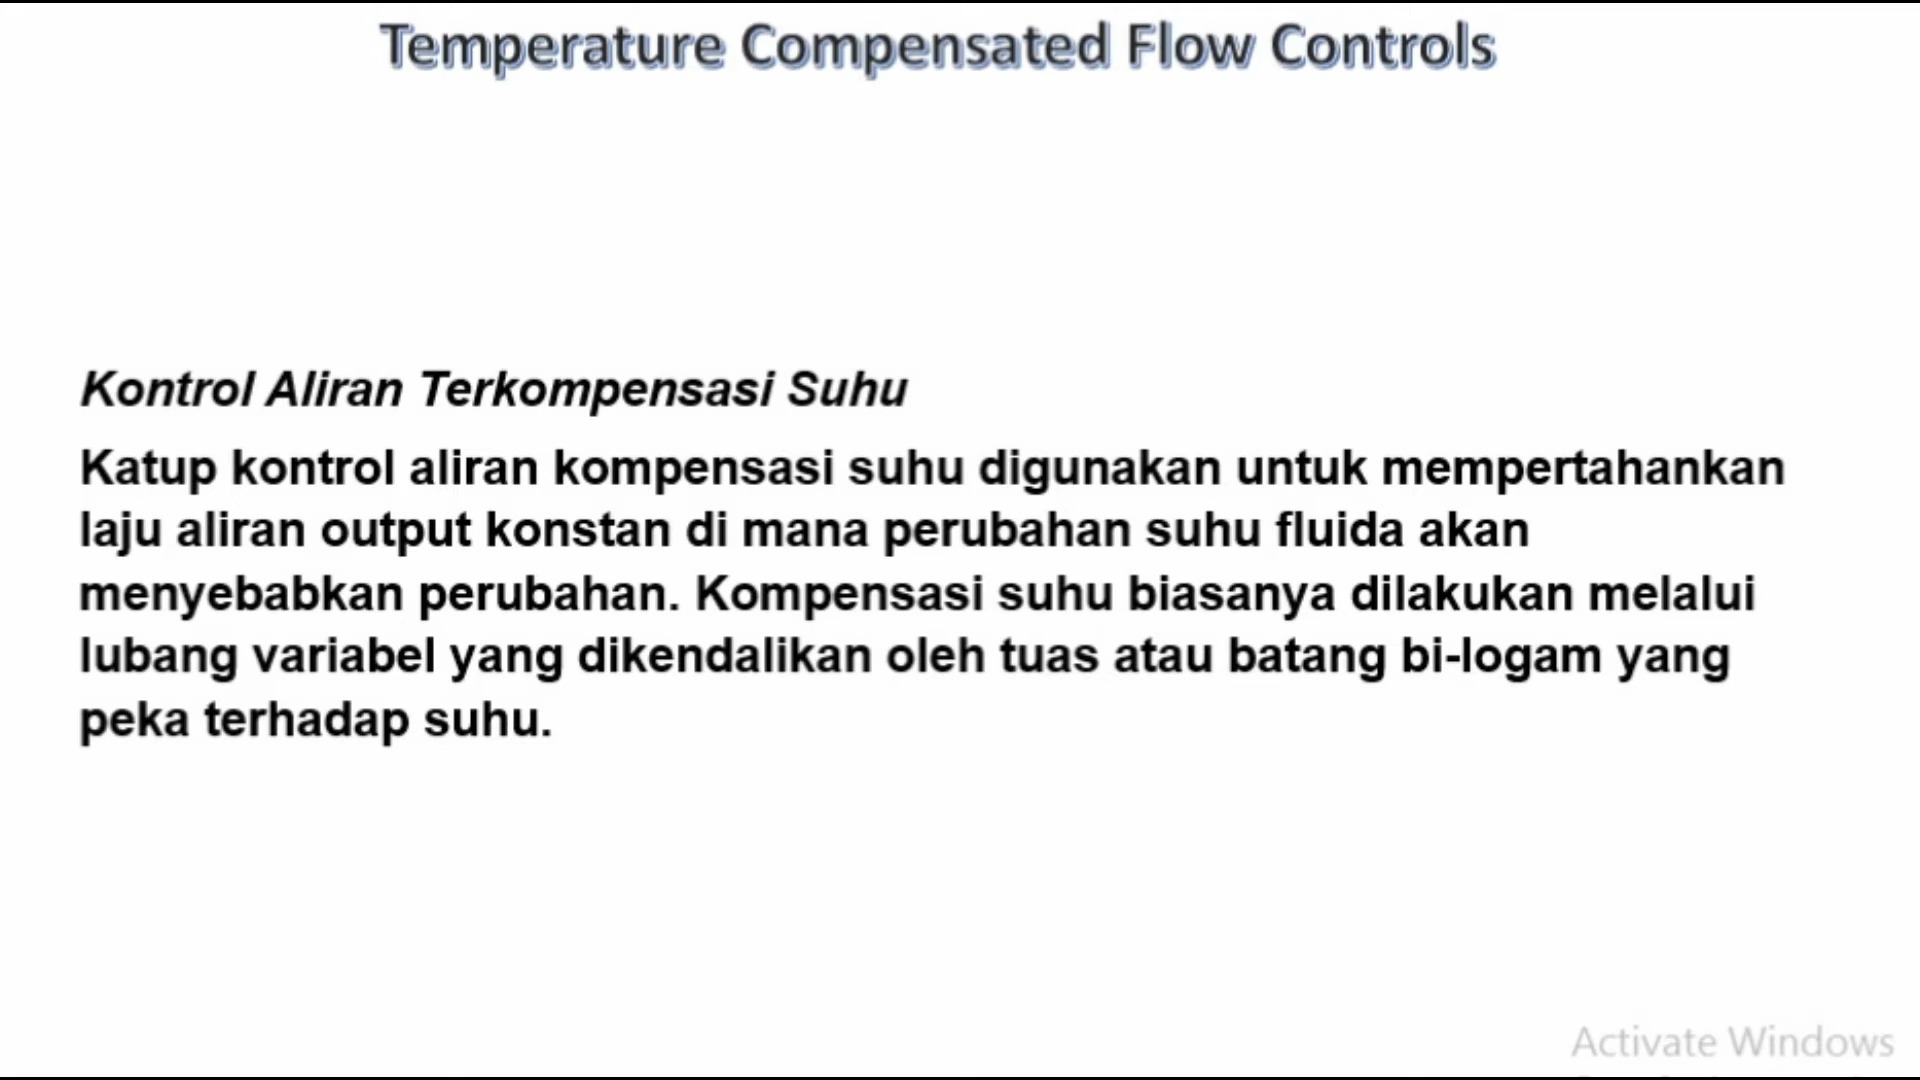 Temperature Compensated Flow Controls
Kontrol Aliran Terkompensasi Suhu
Katup kontrol aliran kompensasi suhu digunakan untuk mempertahankan
laju aliran output konstan di mana perubahan suhu fluida akan
menyebabkan perubahan. Kompensasi suhu biasanya dilakukan melalui
lubang variabel yang dikendalikan oleh tuas atau batang bi-logam yang
peka terhadap suhu.
Activate Windows